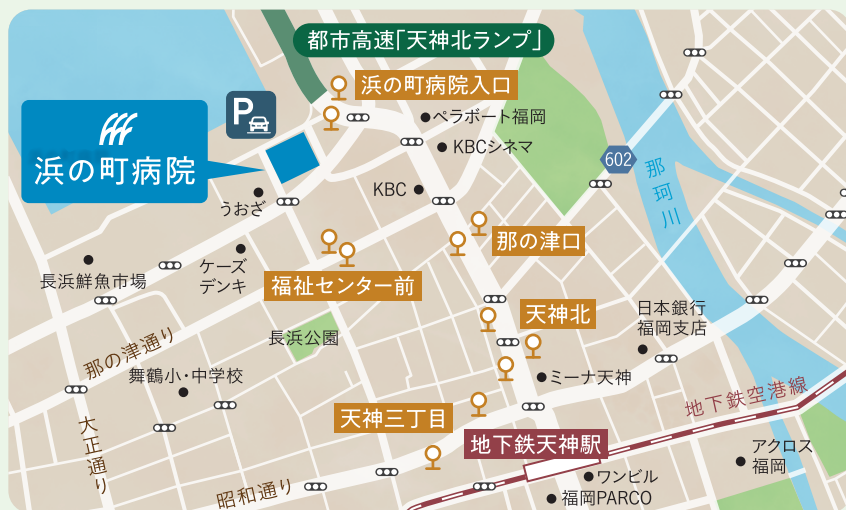 都市高速「天神北ランプ」
浜の町病院入口
P
浜の町病院
ベラボート福岡
KBCシネマ
602
那珂川
KBC
うおざ
那の津口
ケーズ
デンキ
長浜鮮魚市場
福祉センター前
天神北
日本銀行
福岡支店
長浜公園
那の津通り
舞鶴小・中学校
ミーナ天神
天神三丁目
地下鉄空港線
大正通り
地下鉄天神駅
アクロス
福岡
昭和通り
ワンビル
福岡PARCO